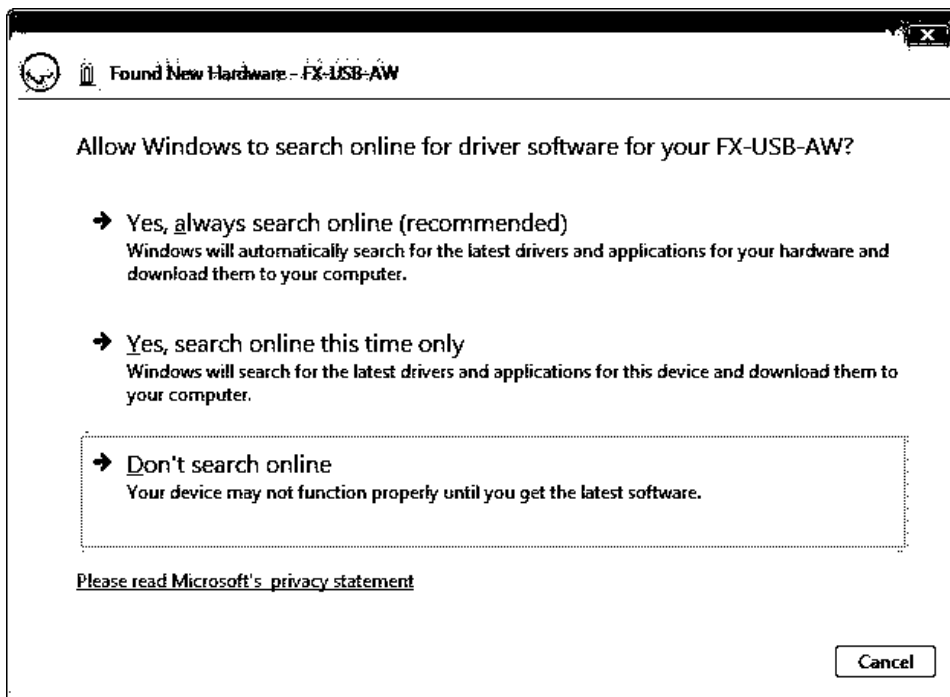 Found New Hardware - FX-USB-AW
Allow Windows to search online for driver software for your FX-USB-AW?
Yes, always search online (recommended)
Windows will automatically search for the latest drivers and applications for your hardware and
download them to your computer.
Yes, search online this time only
Windows will search for the latest drivers and applications for this device and download them to
your computer.
Don't search online
Your device may not function properly until you get the latest software.
Please read Microsoft's privacy statement
Cancel